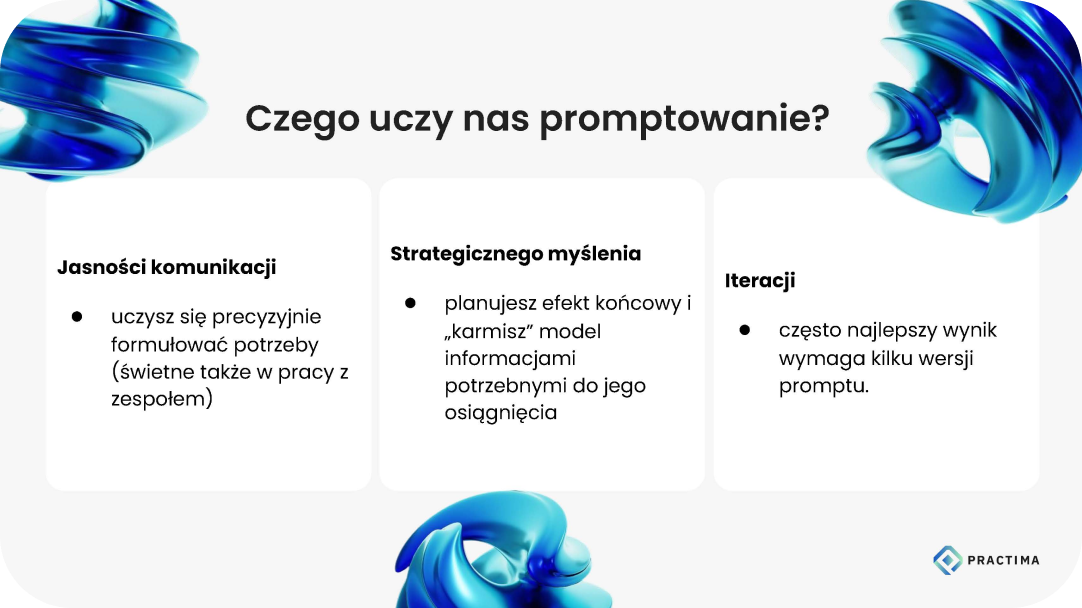 Czego uczy nas promptowanie?
Jasności komunikacji
● uczysz się precyzyjnie
formułować potrzeby
(świetne także w pracy z
zespołem)
Strategicznego myślenia
● planujesz efekt końcowy i
„karmisz” model
informacjami
potrzebnymi do jego
osiągnięcia
Iteracji
● często najlepszy wynik
wymaga kilku wersji
promptu.
PRACTIMA